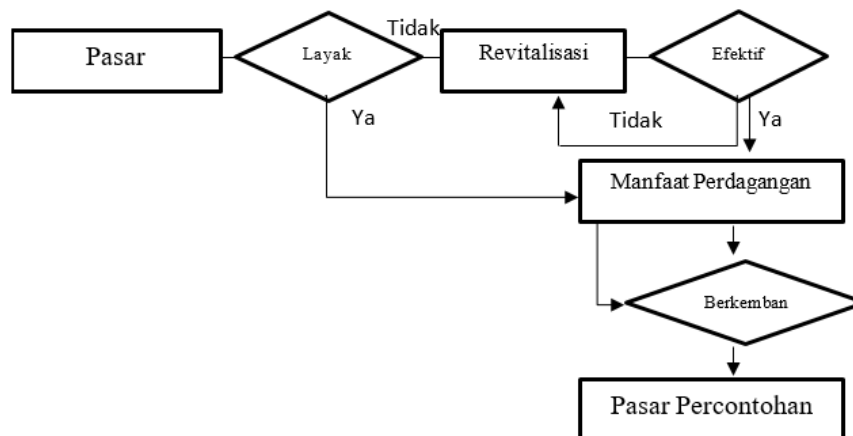 Pasar
Layak
Tidak
Revitalisasi
Efektif
Ya
Tidak
Ya
Manfaat Perdagangan
Berkemban
Pasar Percontohan